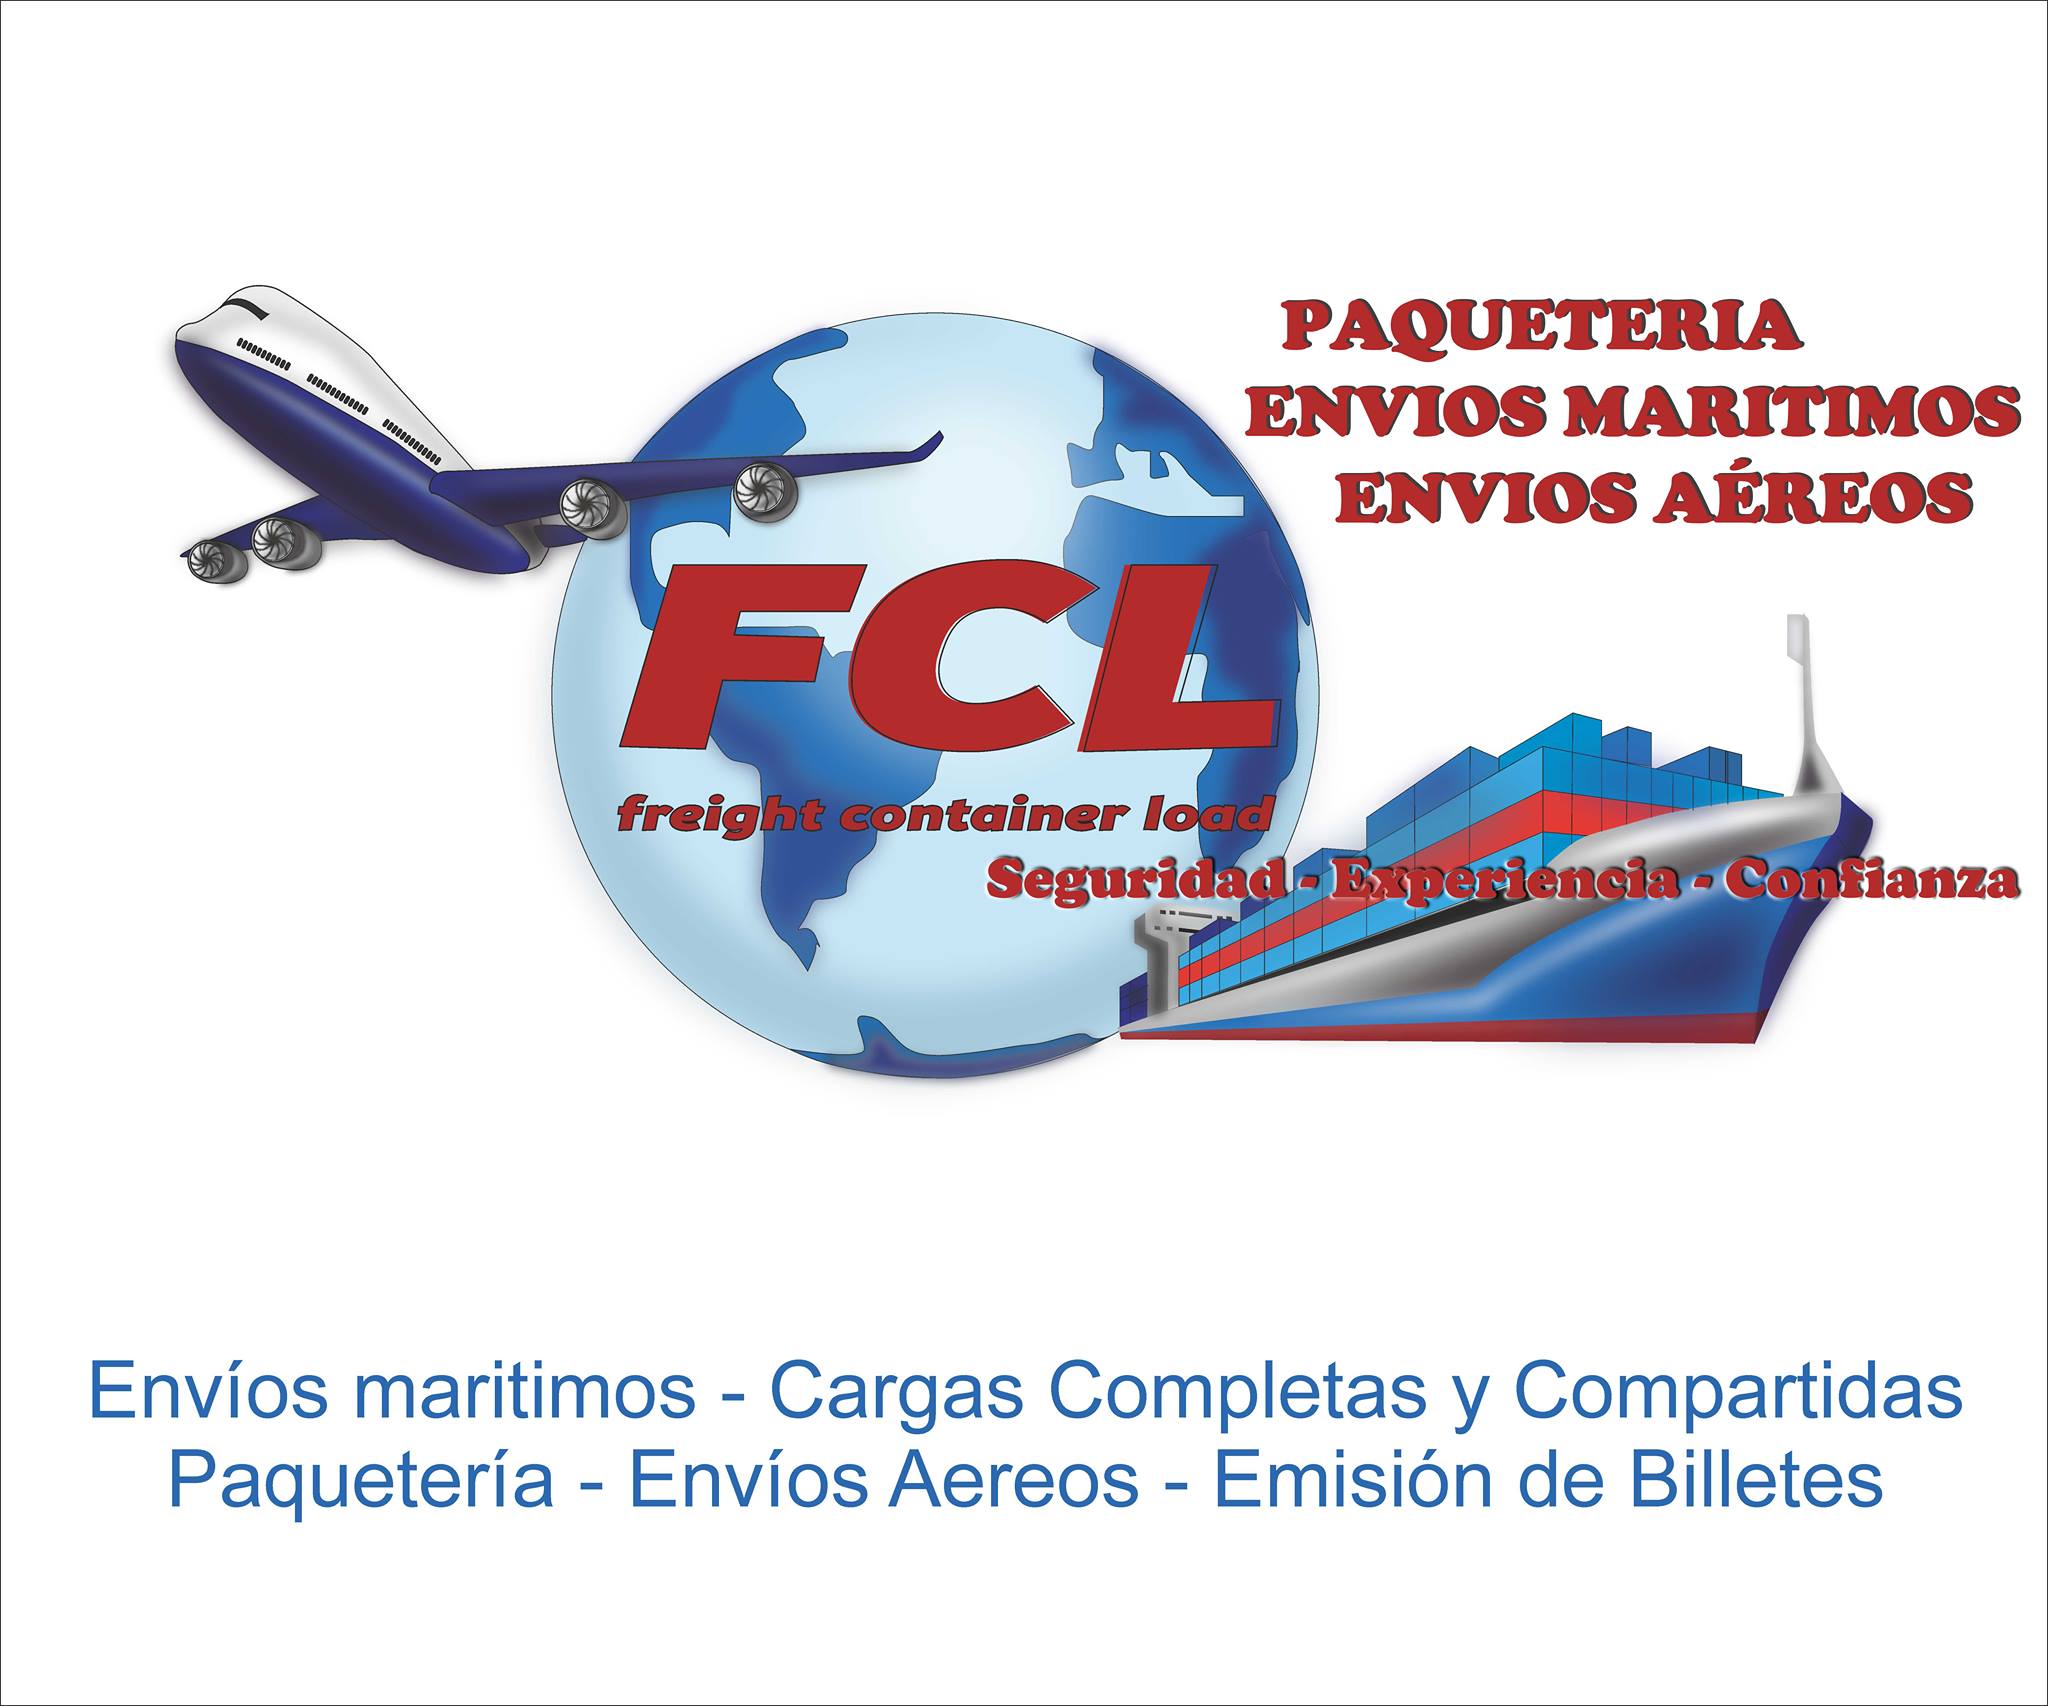 PAQUETERIA
ENVIOS MARITIMOS
ENVIOS AÉREOS
FCL
freight container load
Seguridad - Experiencia - Confianza
Envíos maritimos - Cargas Completas y Compartidas
Paquetería - Envíos Aereos - Emisión de Billetes